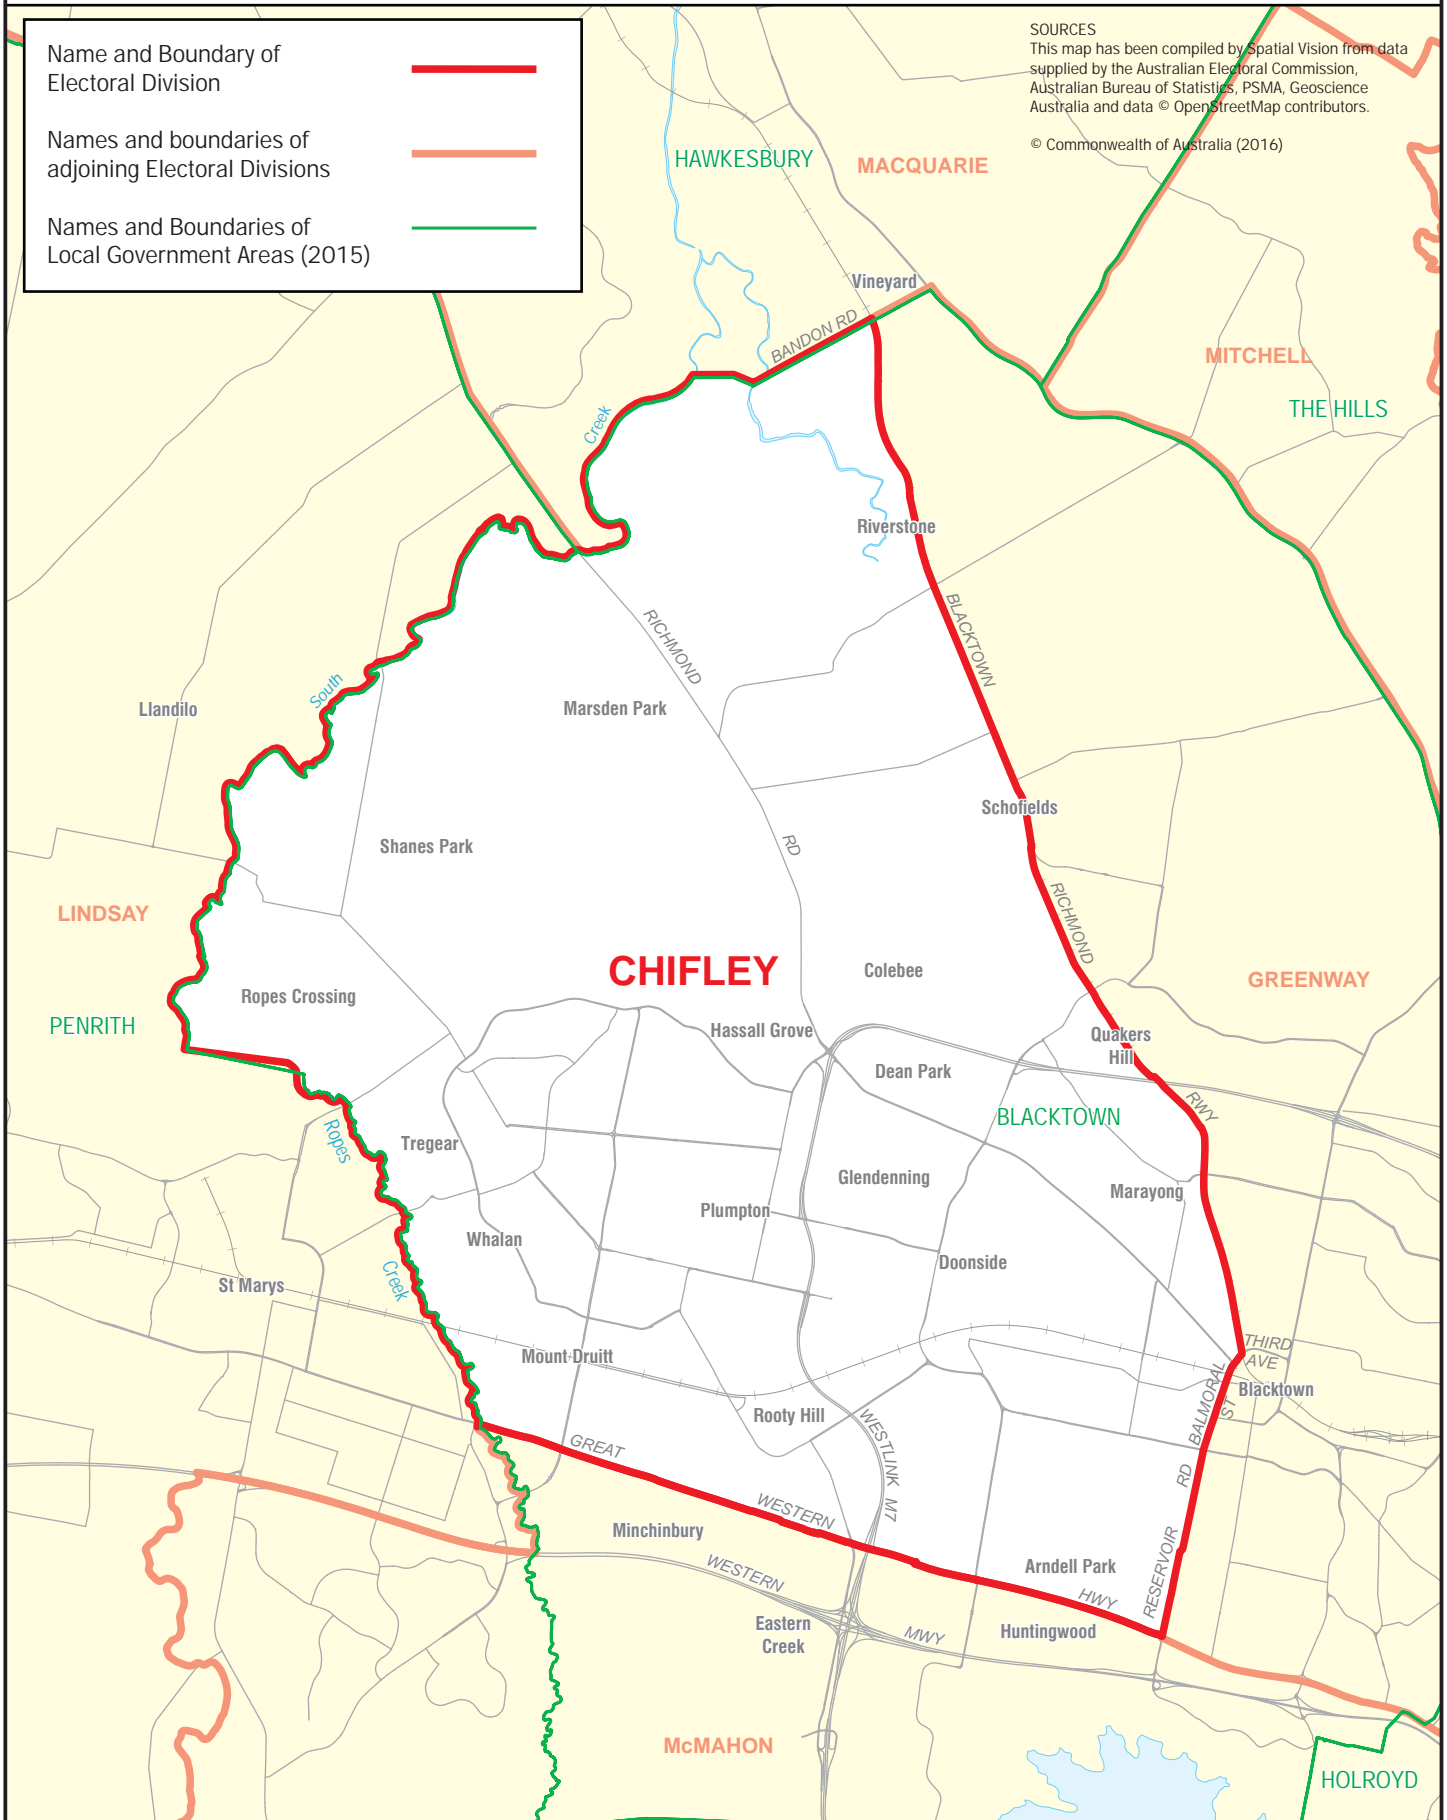 Name and Boundary of
Electoral Division
Names and boundaries of
adjoining Electoral Divisions
Names and Boundaries of
Local Government Areas (2015)
SOURCES
This map has been compiled by Spatial Vision from data
supplied by the Australian Electoral Commission,
Australian Bureau of Statistics, PSMA, Geoscience
Australia and data © OpenStreetMap contributors.
© Commonwealth of Australia (2016)
HAWKESBURY
MACQUARIE
Vineyard
BANDON RD
MITCHELL
THE HILLS
Creek
Riverstone
BLACKTOWN
RICHMOND
South
Llandilo
Marsden Park
Schofields
Shanes Park
RD
RICHMOND
LINDSAY
CHIFLEY
Colebee
GREENWAY
Ropes Crossing
PENRITH
Hassall Grove
Quakers
Hill
Dean Park
RWY
BLACKTOWN
Ropes
Tregear
Glendenning
Marayong
Plumpton
Whalan
Doonside
Creek
St Marys
THIRD
AVE
Mount Druitt
Blacktown
BALMORAL
ST
Rooty Hill
WESTLINK M7
GREAT
RD
WESTERN
Minchinbury
WESTERN
Arndell Park
RESERVOIR
HWY
Eastern
Creek
MWY
Huntingwood
McMAHON
HOLROYD